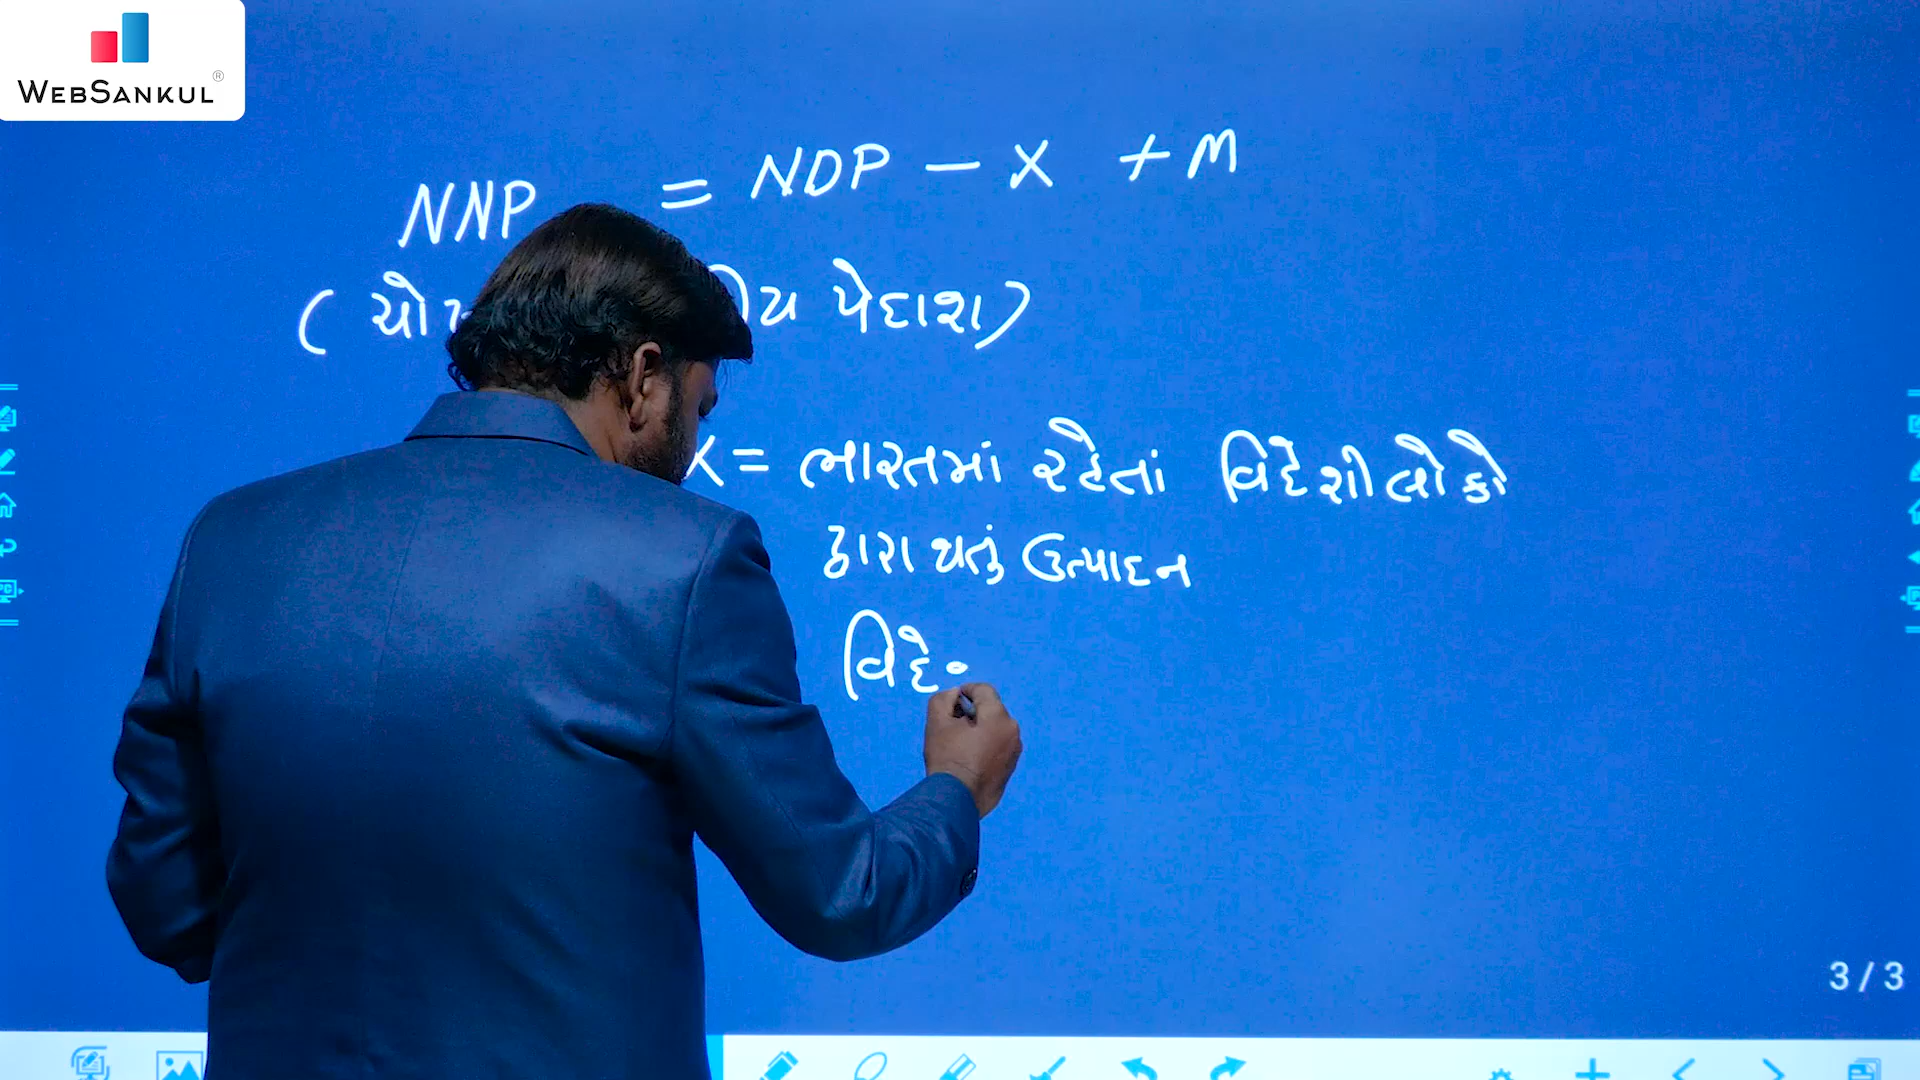 WEBSANKUL®
NNP = NDP - X + M
( પેદાશ)
X = ભારતમાં રહેતાં વિદેશી લોકો
દ્વારા થતું ઉત્પાદન
વિદે
3 / 3